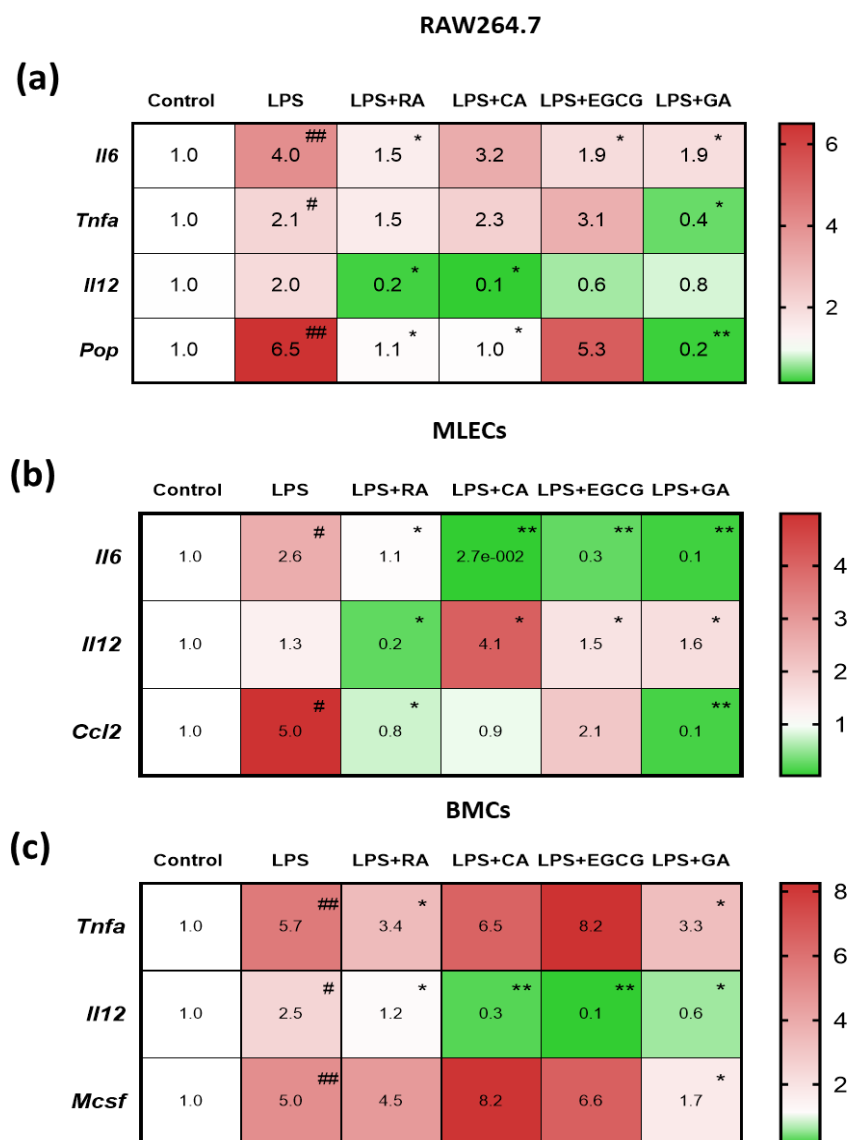 RAW264.7
(a)
Control LPS LPS+RA LPS+CA LPS+EGCG LPS+GA
Il6 1.0 4.0 ## 1.5 * 3.2 1.9 * 1.9 *
Tnfa 1.0 2.1 # 1.5 2.3 3.1 0.4 *
Il12 1.0 2.0 0.2 * 0.1 * 0.6 0.8
Pop 1.0 6.5 ## 1.1 * 1.0 * 5.3 0.2 **
6
4
2
MLECs
(b)
Control LPS LPS+RA LPS+CA LPS+EGCG LPS+GA
Il6 1.0 2.6 # 1.1 * 2.7e-002 ** 0.3 ** 0.1 **
Il12 1.0 1.3 0.2 * 4.1 * 1.5 * 1.6 *
Ccl2 1.0 5.0 # 0.8 * 0.9 2.1 0.1 **
4
3
2
1
BMCs
(c)
Control LPS LPS+RA LPS+CA LPS+EGCG LPS+GA
Tnfa 1.0 5.7 ## 3.4 * 6.5 8.2 3.3 *
Il12 1.0 2.5 # 1.2 * 0.3 ** 0.1 ** 0.6 *
Mcsf 1.0 5.0 ## 4.5 8.2 6.6 1.7 *
8
6
4
2